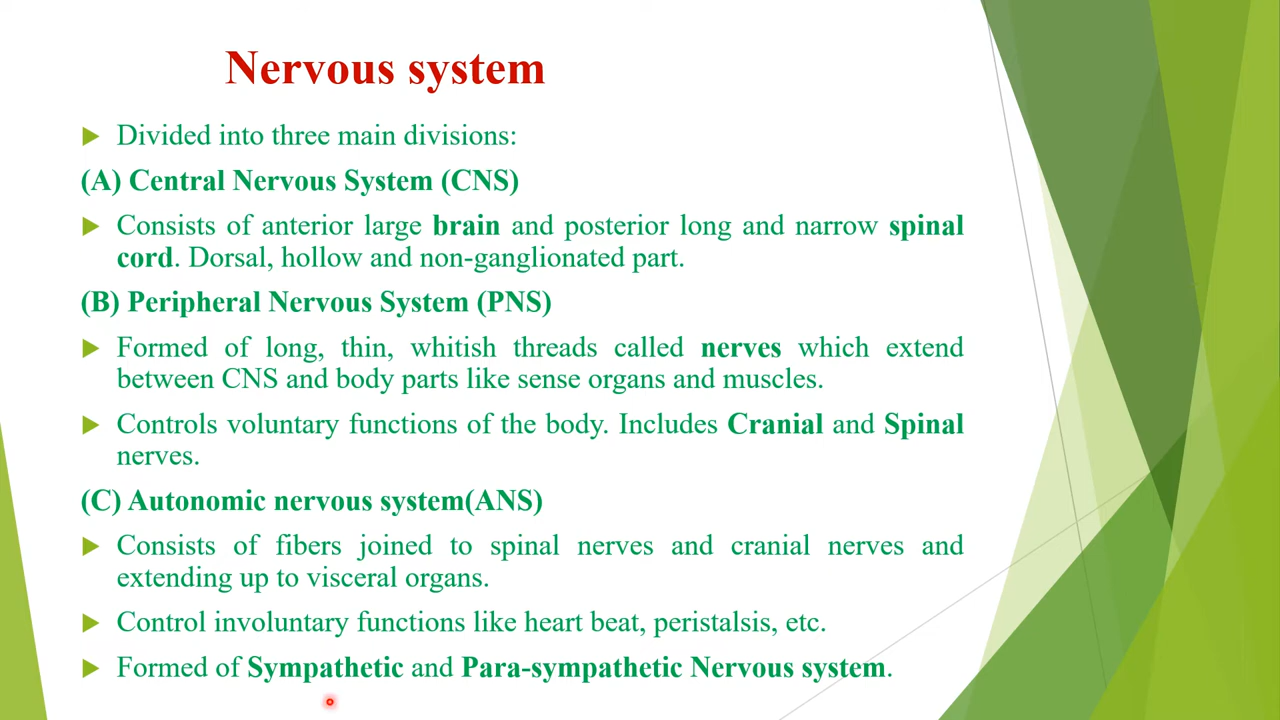 Nervous system
Divided into three main divisions:
(A) Central Nervous System (CNS)
Consists of anterior large brain and posterior long and narrow spinal
cord. Dorsal, hollow and non-ganglionated part.
(B) Peripheral Nervous System (PNS)
Formed of long, thin, whitish threads called nerves which extend
between CNS and body parts like sense organs and muscles.
Controls voluntary functions of the body. Includes Cranial and Spinal
nerves.
(C) Autonomic nervous system(ANS)
Consists of fibers joined to spinal nerves and cranial nerves and
extending up to visceral organs.
Control involuntary functions like heart beat, peristalsis, etc.
Formed of Sympathetic and Para-sympathetic Nervous system.